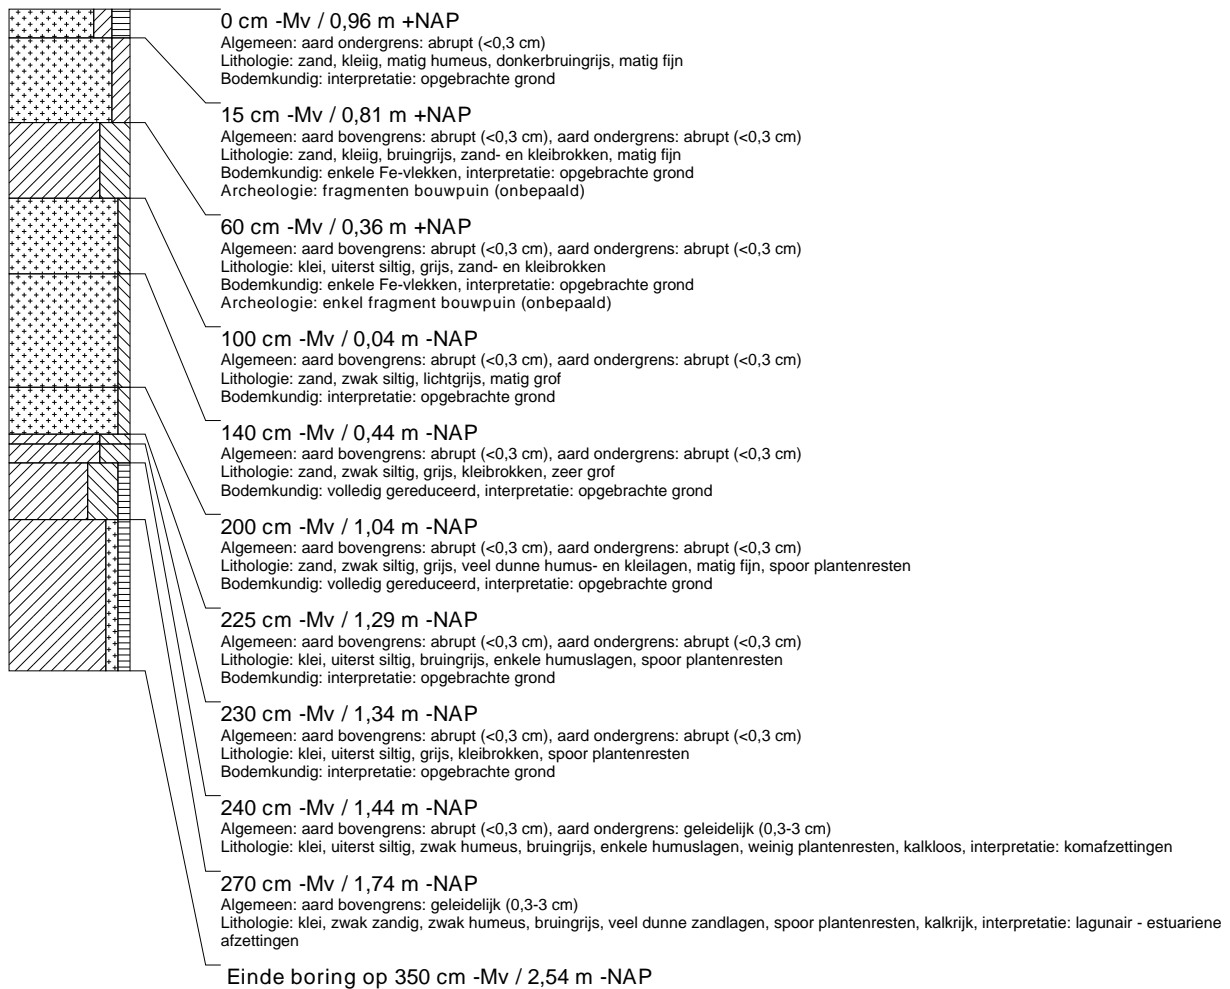 0 cm -Mv / 0,96 m +NAP
Algemeen: aard ondergrens: abrupt (<0,3 cm)
Lithologie: zand, kleiig, matig humeus, donkerbruingrijs, matig fijn
Bodemkundig: interpretatie: opgebrachte grond
15 cm -Mv / 0,81 m +NAP
Algemeen: aard bovengrens: abrupt (<0,3 cm), aard ondergrens: abrupt (<0,3 cm)
Lithologie: zand, kleiig, bruingrijs, zand- en kleibrokken, matig fijn
Bodemkundig: enkele Fe-vlekken, interpretatie: opgebrachte grond
Archeologie: fragmenten bouwpuin (onbepaald)
60 cm -Mv / 0,36 m +NAP
Algemeen: aard bovengrens: abrupt (<0,3 cm), aard ondergrens: abrupt (<0,3 cm)
Lithologie: klei, uiterst siltig, grijs, zand- en kleibrokken
Bodemkundig: enkele Fe-vlekken, interpretatie: opgebrachte grond
Archeologie: enkel fragment bouwpuin (onbepaald)
100 cm -Mv / 0,04 m -NAP
Algemeen: aard bovengrens: abrupt (<0,3 cm), aard ondergrens: abrupt (<0,3 cm)
Lithologie: zand, zwak siltig, lichtgrijs, matig grof
Bodemkundig: interpretatie: opgebrachte grond
140 cm -Mv / 0,44 m -NAP
Algemeen: aard bovengrens: abrupt (<0,3 cm), aard ondergrens: abrupt (<0,3 cm)
Lithologie: zand, zwak siltig, grijs, kleibrokken, zeer grof
Bodemkundig: volledig gereduceerd, interpretatie: opgebrachte grond
200 cm -Mv / 1,04 m -NAP
Algemeen: aard bovengrens: abrupt (<0,3 cm), aard ondergrens: abrupt (<0,3 cm)
Lithologie: zand, zwak siltig, grijs, veel dunne humus- en kleilagen, matig fijn, spoor plantenresten
Bodemkundig: volledig gereduceerd, interpretatie: opgebrachte grond
225 cm -Mv / 1,29 m -NAP
Algemeen: aard bovengrens: abrupt (<0,3 cm), aard ondergrens: abrupt (<0,3 cm)
Lithologie: klei, uiterst siltig, bruingrijs, enkele humuslagen, spoor plantenresten
Bodemkundig: interpretatie: opgebrachte grond
230 cm -Mv / 1,34 m -NAP
Algemeen: aard bovengrens: abrupt (<0,3 cm), aard ondergrens: abrupt (<0,3 cm)
Lithologie: klei, uiterst siltig, grijs, kleibrokken, spoor plantenresten
Bodemkundig: interpretatie: opgebrachte grond
240 cm -Mv / 1,44 m -NAP
Algemeen: aard bovengrens: abrupt (<0,3 cm), aard ondergrens: geleidelijk (0,3-3 cm)
Lithologie: klei, uiterst siltig, zwak humeus, bruingrijs, enkele humuslagen, weinig plantenresten, kalkloos, interpretatie: komafzettingen
270 cm -Mv / 1,74 m -NAP
Algemeen: aard bovengrens: geleidelijk (0,3-3 cm)
Lithologie: klei, zwak zandig, zwak humeus, bruingrijs, veel dunne zandlagen, spoor plantenresten, kalkrijk, interpretatie: lagunair - estuariene
afzettingen
Einde boring op 350 cm -Mv / 2,54 m -NAP